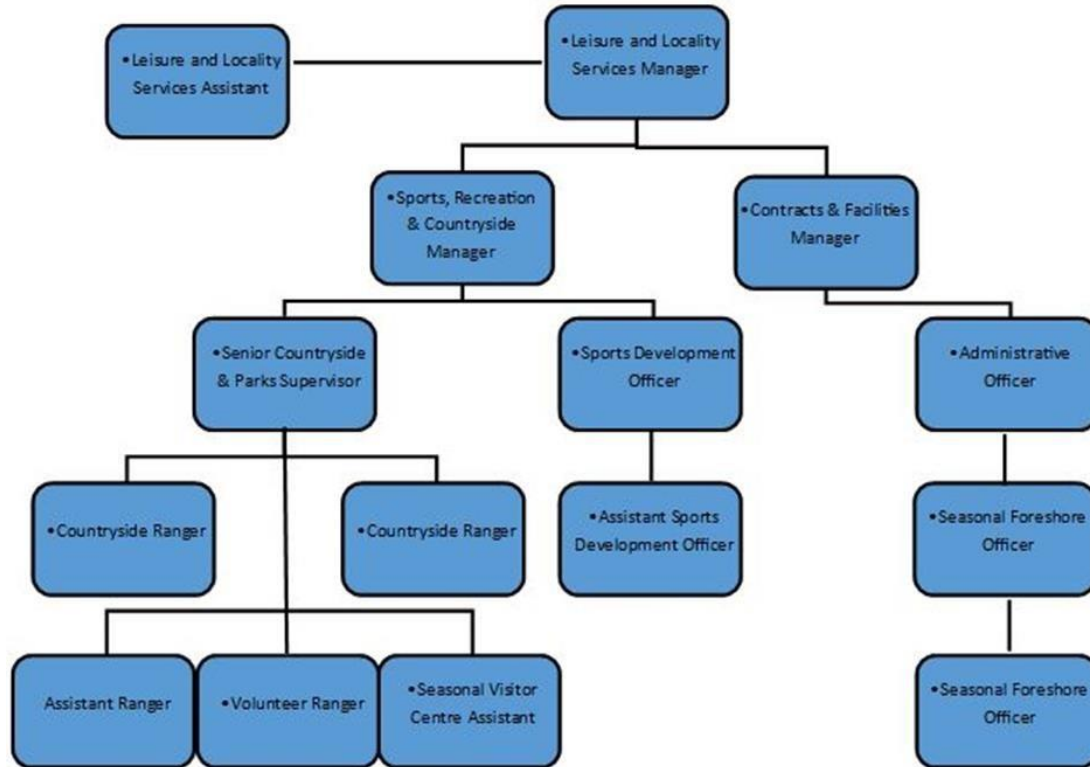 •Leisure and Locality
Services Assistant
•Leisure and Locality
Services Manager
•Sports, Recreation
& Countryside
Manager
•Contracts & Facilities
Manager
•Senior Countryside
& Parks Supervisor
•Sports Development
Officer
•Administrative
Officer
•Countryside Ranger
•Countryside Ranger
•Assistant Sports
Development Officer
•Seasonal Foreshore
Officer
Assistant Ranger
•Volunteer Ranger
•Seasonal Visitor
Centre Assistant
•Seasonal Foreshore
Officer